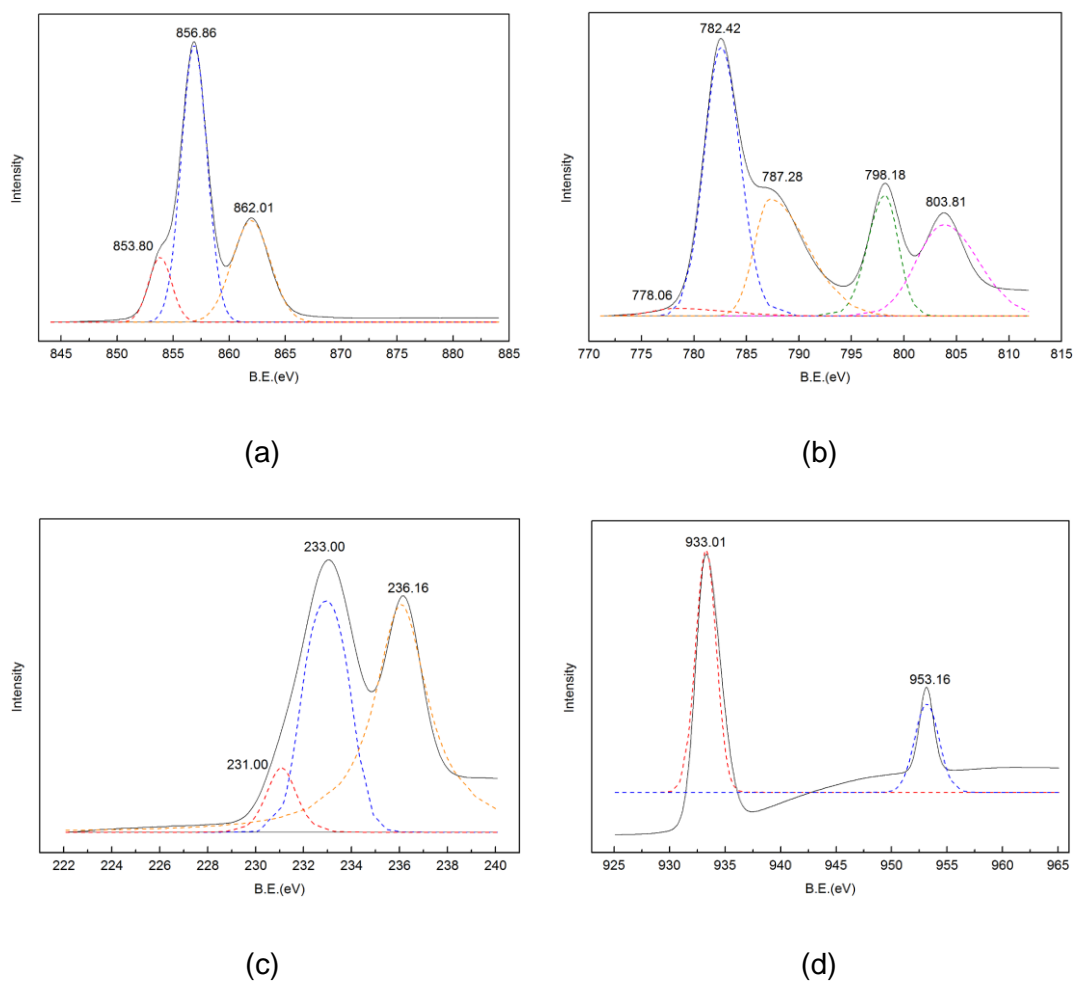 856.86
862.01
853.80
Intensity
845 850 855 860 865 870 875 880 885
B.E.(eV)
(a)
782.42
787.28
798.18
803.81
778.06
Intensity
770 775 780 785 790 795 800 805 810 815
B.E.(eV)
(b)
233.00
236.16
231.00
Intensity
222 224 226 228 230 232 234 236 238 240
B.E.(eV)
(c)
933.01
953.16
Intensity
925 930 935 940 945 950 955 960 965
B.E.(eV)
(d)